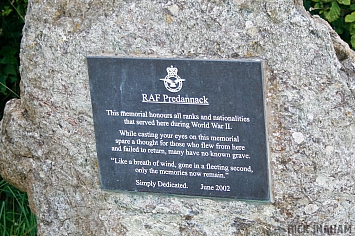 RAF Predannack
This memorial honours all ranks and nationalities
that served here during World War II.
While casting your eyes on this memorial
spare a thought for those who flew from here
and failed to return, many have no known grave.
"Like a breath of wind, gone in a fleeting second,
only the memories now remain."
Simply Dedicated. June 2002
RICK INGHAM